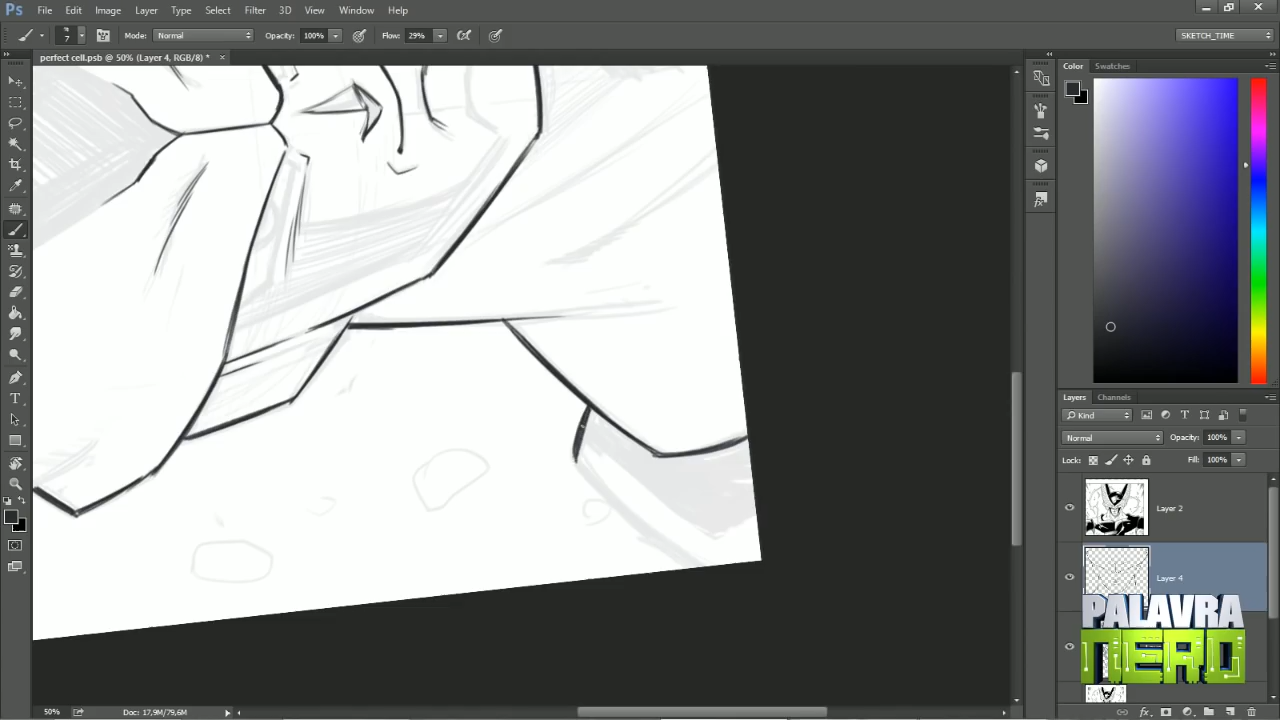 Ps File Edit Image Layer Type Select Filter 3D View Window Help
7 Mode: Normal Opacity: 100% Flow: 29% SKETCH_TIME
perfect cell.psb @ 50% (Layer 4, RGB/8) * ×
Color Swatches
Layers Channels
Kind
Normal Opacity: 100%
Lock: Fill: 100%
Layer 2
Layer 4
PALAVRA
NERD
50% Doc: 17,9M/79,6M